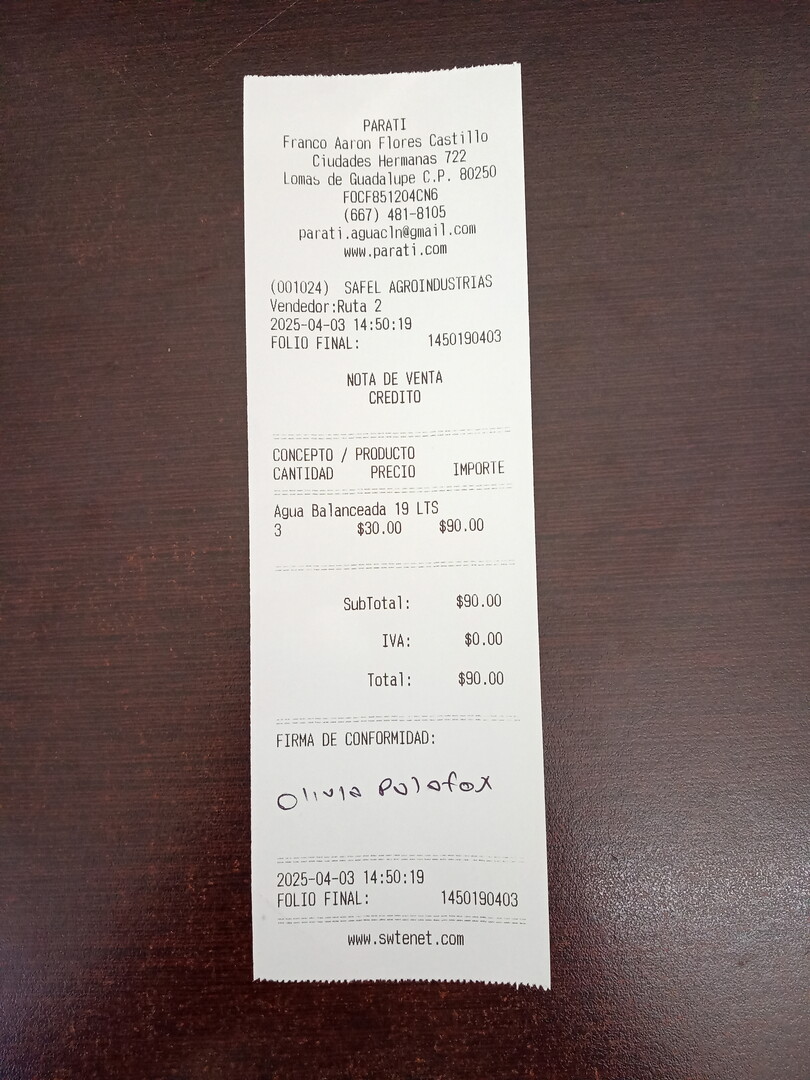 PARATI
Franco Aaron Flores Castillo
Ciudades Hermanas 722
Lomas de Guadalupe C.P. 80250
FOCF851204CN6
(667) 481-8105
parati.aguacln@gmail.com
www.parati.com
(001024) SAFEL AGROINDUSTRIAS
Vendedor:Ruta 2
2025-04-03 14:50:19
FOLIO FINAL: 1450190403
NOTA DE VENTA
CREDITO
CONCEPTO / PRODUCTO
CANTIDAD PRECIO IMPORTE
Agua Balanceada 19 LTS
3 $30.00 $90.00
SubTotal: $90.00
IVA: $0.00
Total: $90.00
FIRMA DE CONFORMIDAD:
Olivia Palafox
2025-04-03 14:50:19
FOLIO FINAL: 1450190403
www.swtenet.com